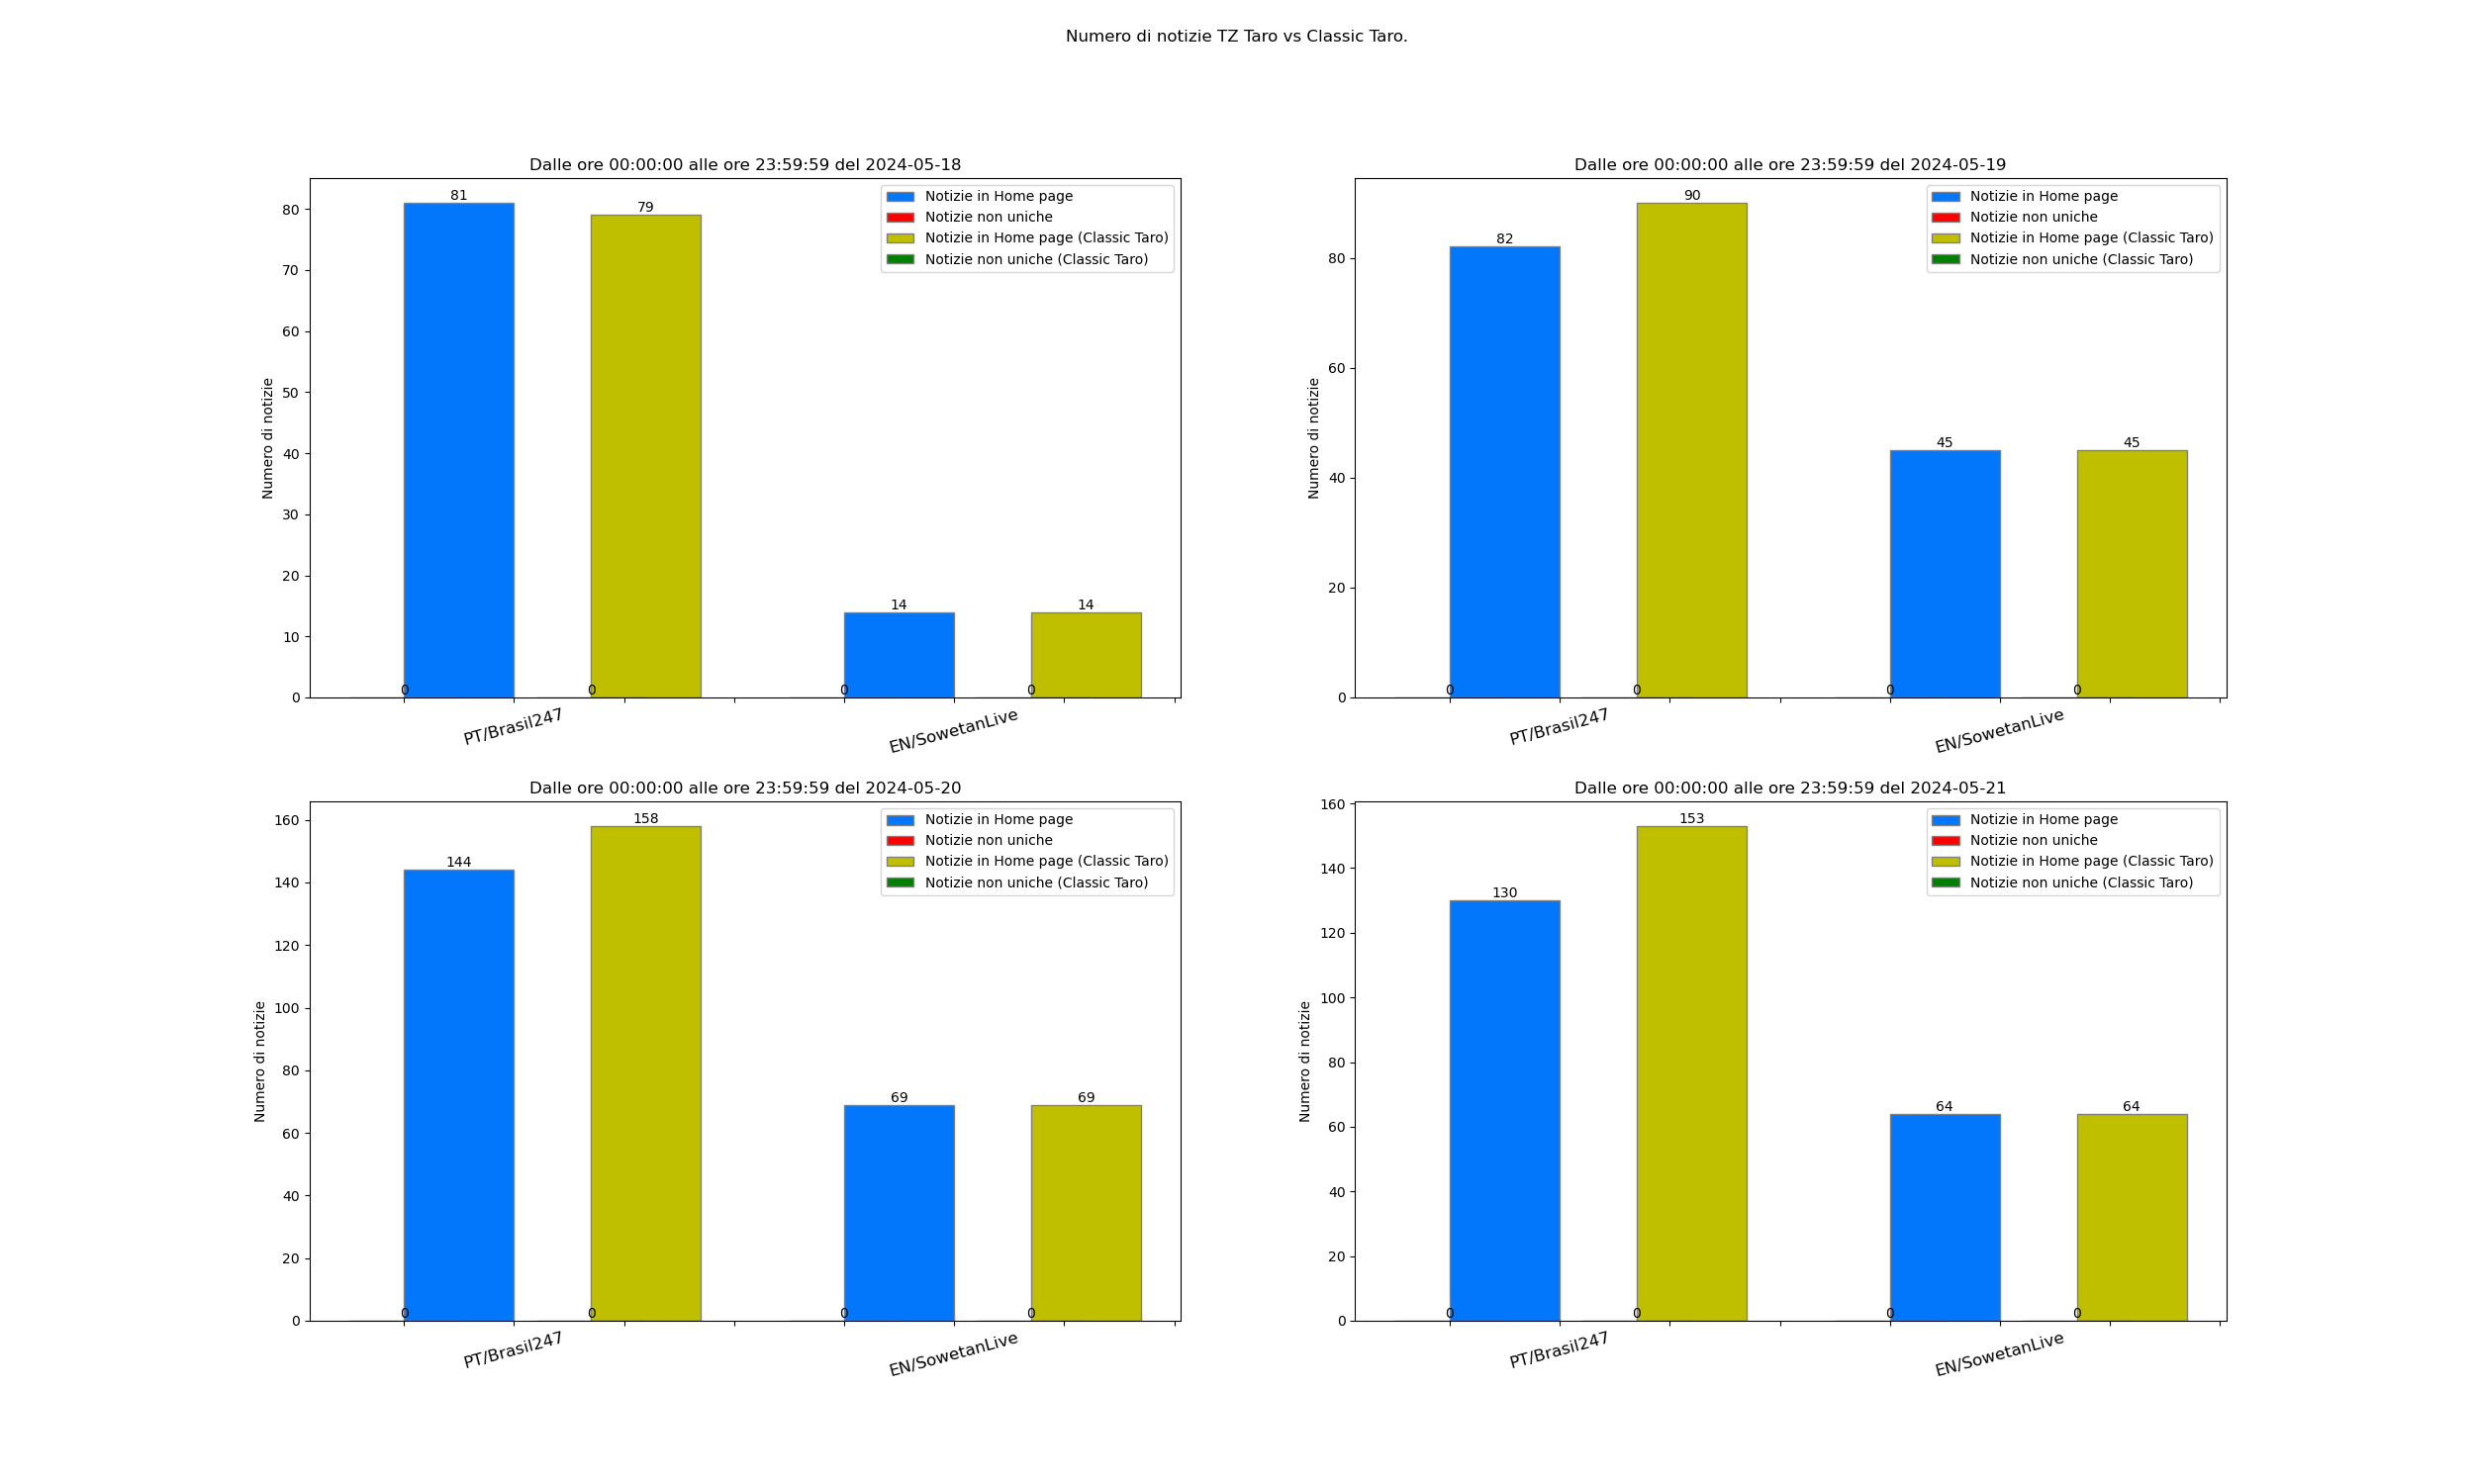 Numero di notizie TZ Taro vs Classic Taro.
Dalle ore 00:00:00 alle ore 23:59:59 del 2024-05-18
Numero di notizie
80
70
60
50
40
30
20
10
0
81
79
14
14
0
0
0
0
Notizie in Home page
Notizie non uniche
Notizie in Home page (Classic Taro)
Notizie non uniche (Classic Taro)
PT/Brasil247
EN/SowetanLive
Dalle ore 00:00:00 alle ore 23:59:59 del 2024-05-19
Numero di notizie
80
60
40
20
0
82
90
45
45
0
0
0
0
Notizie in Home page
Notizie non uniche
Notizie in Home page (Classic Taro)
Notizie non uniche (Classic Taro)
PT/Brasil247
EN/SowetanLive
Dalle ore 00:00:00 alle ore 23:59:59 del 2024-05-20
Numero di notizie
160
140
120
100
80
60
40
20
0
144
158
69
69
0
0
0
0
Notizie in Home page
Notizie non uniche
Notizie in Home page (Classic Taro)
Notizie non uniche (Classic Taro)
PT/Brasil247
EN/SowetanLive
Dalle ore 00:00:00 alle ore 23:59:59 del 2024-05-21
Numero di notizie
160
140
120
100
80
60
40
20
0
130
153
64
64
0
0
0
0
Notizie in Home page
Notizie non uniche
Notizie in Home page (Classic Taro)
Notizie non uniche (Classic Taro)
PT/Brasil247
EN/SowetanLive